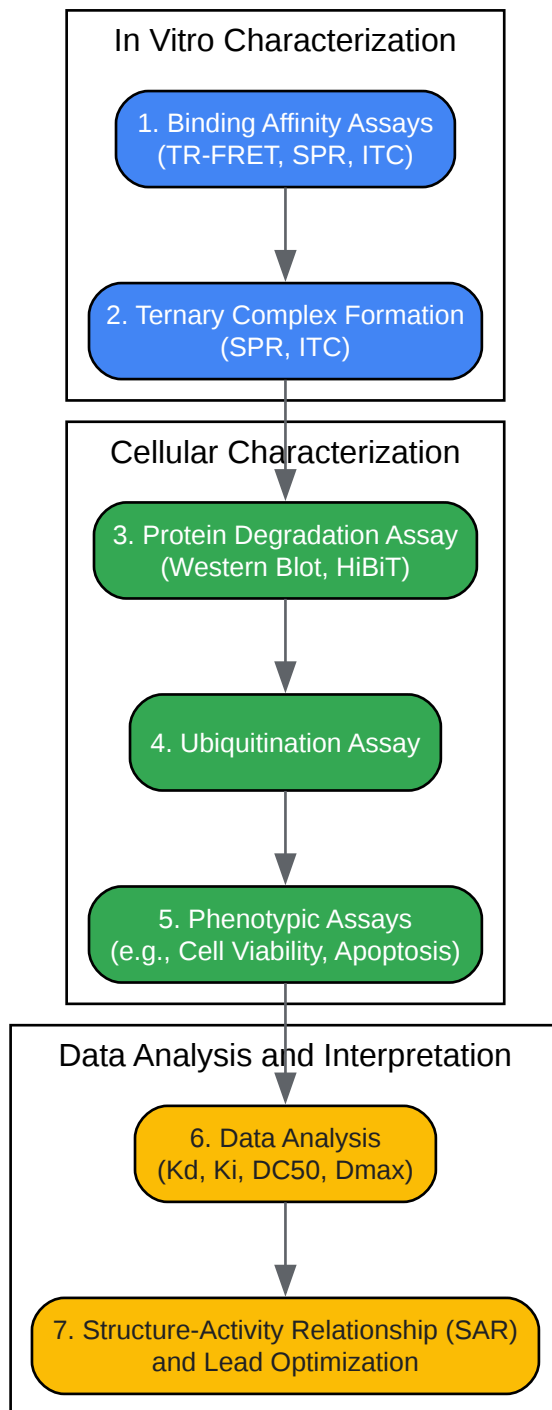 In Vitro Characterization
1. Binding Affinity Assays
(TR-FRET, SPR, ITC)
2. Ternary Complex Formation
(SPR, ITC)
Cellular Characterization
3. Protein Degradation Assay
(Western Blot, HiBiT)
4. Ubiquitination Assay
5. Phenotypic Assays
(e.g., Cell Viability, Apoptosis)
Data Analysis and Interpretation
6. Data Analysis
(Kd, Ki, DC50, Dmax)
7. Structure-Activity Relationship (SAR)
and Lead Optimization